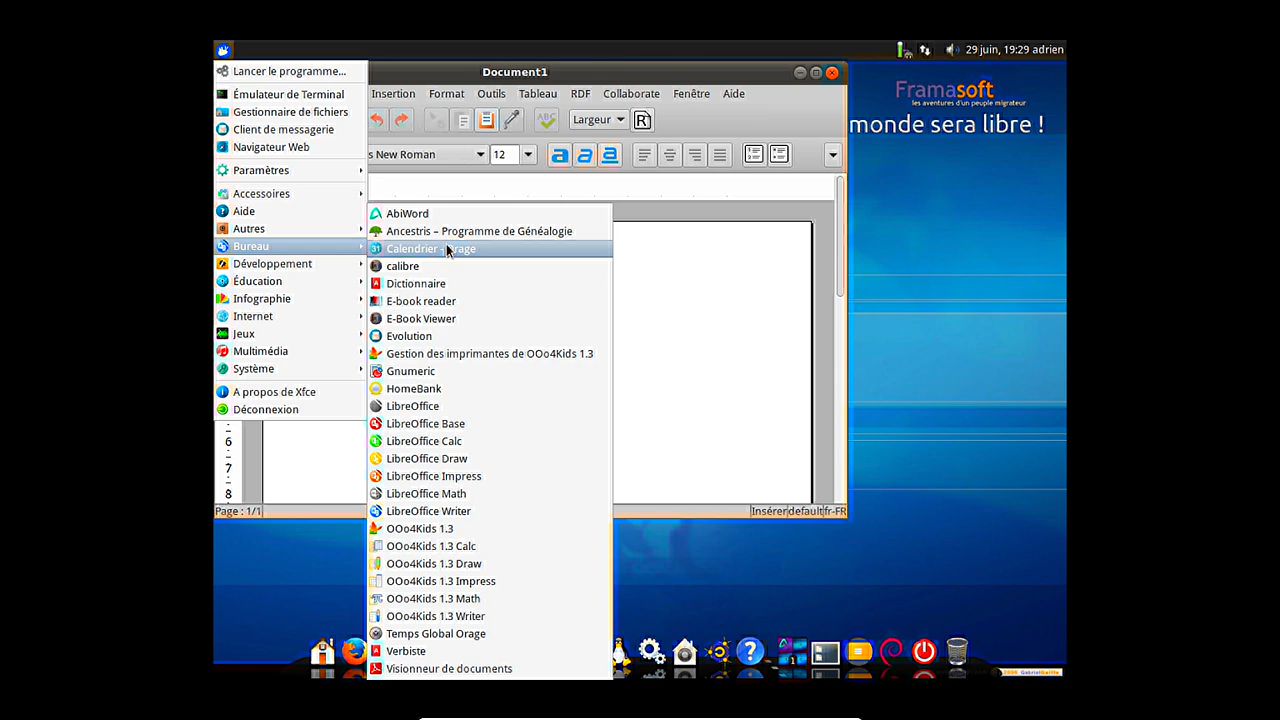 29 juin, 19:29 adrien
Lancer le programme...
Émulateur de Terminal
Gestionnaire de fichiers
Client de messagerie
Navigateur Web
Paramètres
Accessoires
Aide
Autres
Bureau
Développement
Éducation
Infographie
Internet
Jeux
Multimédia
Système
A propos de Xfce
Déconnexion
Document1
Insertion Format Outils Tableau RDF Collaborate Fenêtre Aide
Largeur
s New Roman 12
AbiWord
Ancestris – Programme de Généalogie
Calendrier
calibre
Dictionnaire
E-book reader
E-Book Viewer
Evolution
Gestion des imprimantes de OOo4Kids 1.3
Gnumeric
HomeBank
LibreOffice
LibreOffice Base
LibreOffice Calc
LibreOffice Draw
LibreOffice Impress
LibreOffice Math
LibreOffice Writer
OOo4Kids 1.3
OOo4Kids 1.3 Calc
OOo4Kids 1.3 Draw
OOo4Kids 1.3 Impress
OOo4Kids 1.3 Math
OOo4Kids 1.3 Writer
Temps Global Orage
Verbiste
Visionneur de documents
6
7
8
Page : 1/1
Insérer default fr-FR
Framasoft
les aventures d'un peuple migrateur
monde sera libre !
1